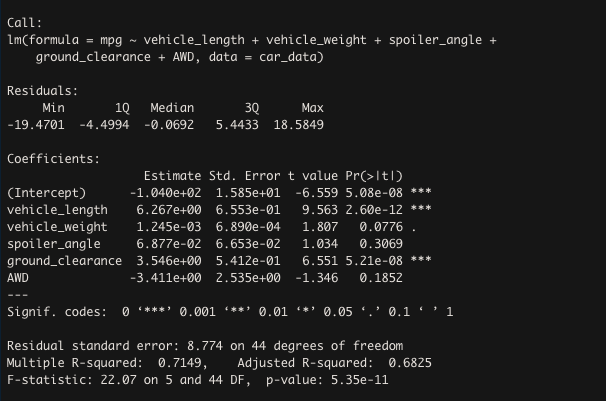 Call:
lm(formula = mpg ~ vehicle_length + vehicle_weight + spoiler_angle +
    ground_clearance + AWD, data = car_data)

Residuals:
     Min       1Q   Median       3Q      Max
-19.4701  -4.4994  -0.0692   5.4433  18.5849

Coefficients:
                   Estimate Std. Error t value Pr(>|t|)
(Intercept)      -1.040e+02  1.585e+01  -6.559 5.08e-08 ***
vehicle_length    6.267e+00  6.553e-01   9.563 2.60e-12 ***
vehicle_weight    1.245e-03  6.890e-04   1.807   0.0776 .
spoiler_angle     6.877e-02  6.653e-02   1.034   0.3069
ground_clearance  3.546e+00  5.412e-01   6.551 5.21e-08 ***
AWD              -3.411e+00  2.535e+00  -1.346   0.1852
---
Signif. codes:  0 ‘***’ 0.001 ‘**’ 0.01 ‘*’ 0.05 ‘.’ 0.1 ‘ ’ 1

Residual standard error: 8.774 on 44 degrees of freedom
Multiple R-squared:  0.7149,	Adjusted R-squared:  0.6825
F-statistic: 22.07 on 5 and 44 DF,  p-value: 5.35e-11